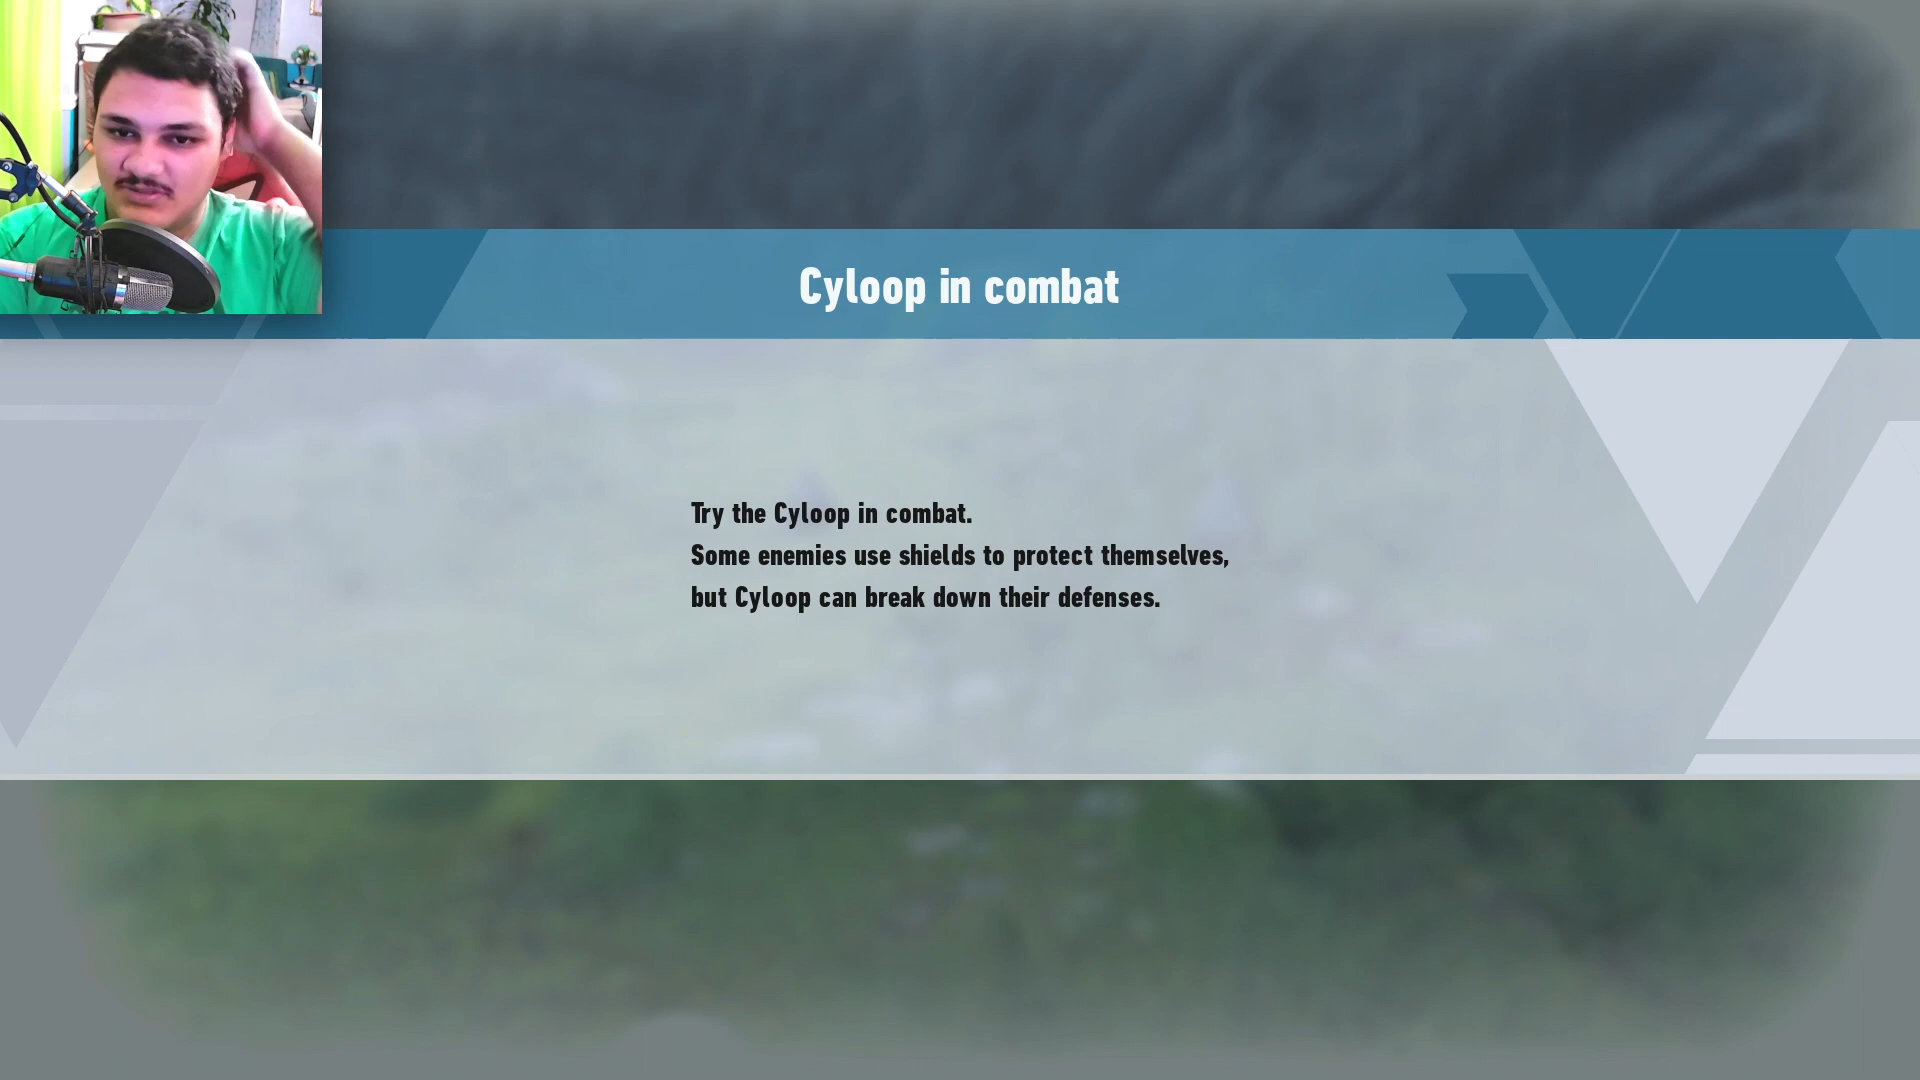 Cyloop in combat
Try the Cyloop in combat.
Some enemies use shields to protect themselves,
but Cyloop can break down their defenses.